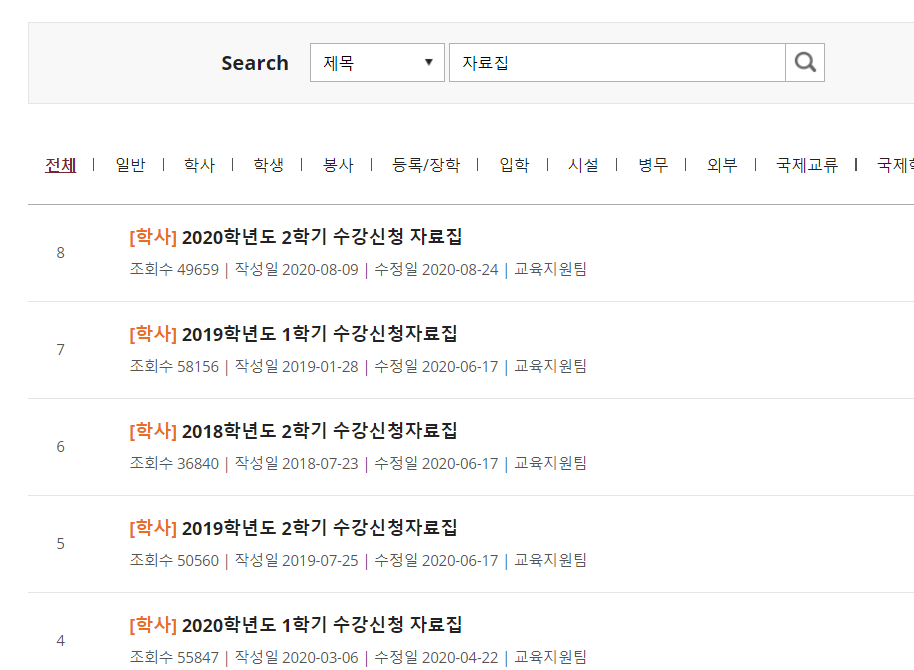 Search 제목 자료집
전체 | 일반 | 학사 | 학생 | 봉사 | 등록/장학 | 입학 | 시설 | 병무 | 외부 | 국제교류 | 국제
8
[학사] 2020학년도 2학기 수강신청 자료집
조회수 49659 | 작성일 2020-08-09 | 수정일 2020-08-24 | 교육지원팀
7
[학사] 2019학년도 1학기 수강신청자료집
조회수 58156 | 작성일 2019-01-28 | 수정일 2020-06-17 | 교육지원팀
6
[학사] 2018학년도 2학기 수강신청자료집
조회수 36840 | 작성일 2018-07-23 | 수정일 2020-06-17 | 교육지원팀
5
[학사] 2019학년도 2학기 수강신청자료집
조회수 50560 | 작성일 2019-07-25 | 수정일 2020-06-17 | 교육지원팀
4
[학사] 2020학년도 1학기 수강신청 자료집
조회수 55847 | 작성일 2020-03-06 | 수정일 2020-04-22 | 교육지원팀